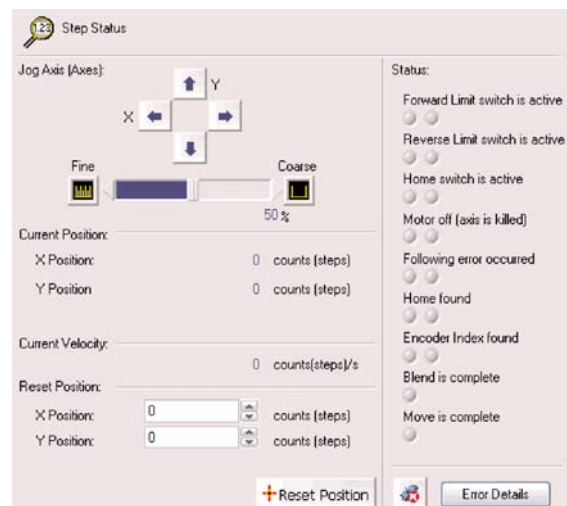 123
Step Status
Jog Axis (Axes):
Y
X
Fine
Coarse
50 %
Current Position:
X Position: 0 counts (steps)
Y Position 0 counts (steps)
Current Velocity:
0 counts(steps)/s
Reset Position:
X Position: 0 counts (steps)
Y Position: 0 counts (steps)
Reset Position
Status:
Forward Limit switch is active
Reverse Limit switch is active
Home switch is active
Motor off (axis is killed)
Following error occurred
Home found
Encoder Index found
Blend is complete
Move is complete
Error Details